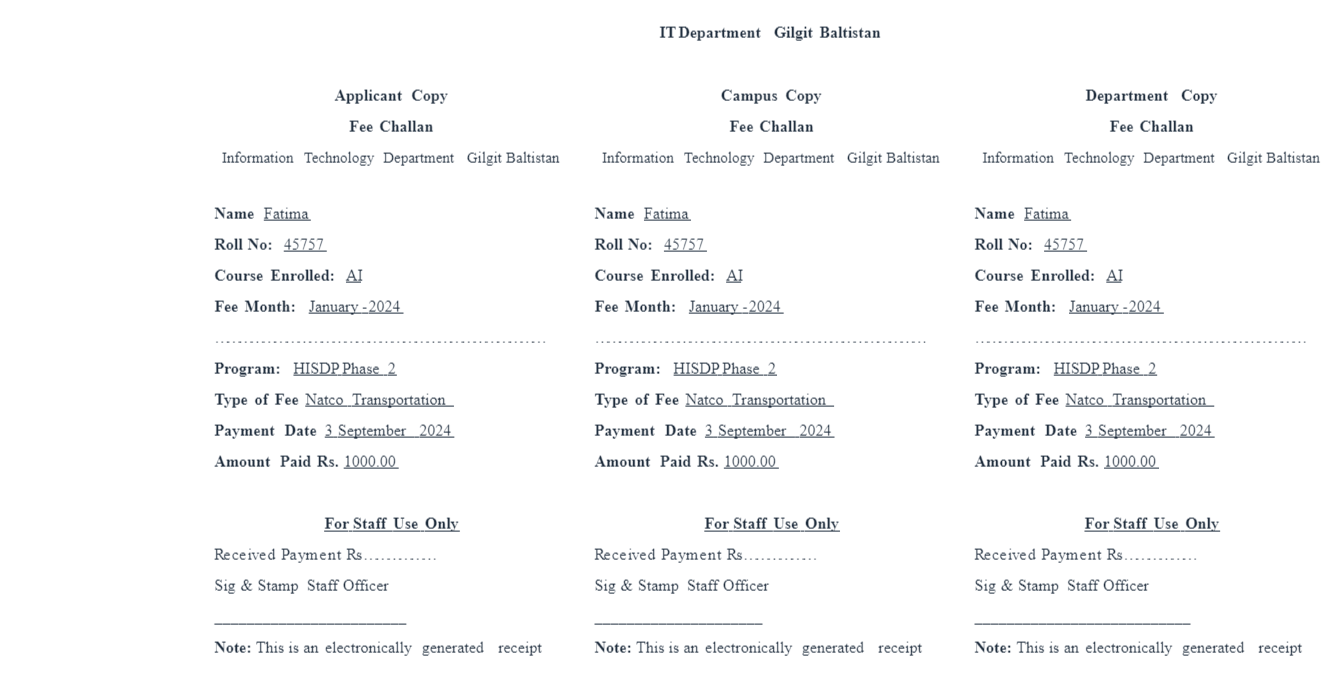 IT Department Gilgit Baltistan
Applicant Copy
Fee Challan
Information Technology Department Gilgit Baltistan
Name Fatima
Roll No: 45757
Course Enrolled: AI
Fee Month: January -2024
……………………………………………………
Program: HISDP Phase 2
Type of Fee Natco Transportation
Payment Date 3 September 2024
Amount Paid Rs. 1000.00
For Staff Use Only
Received Payment Rs…………..
Sig & Stamp Staff Officer
________________________
Note: This is an electronically generated receipt
Campus Copy
Fee Challan
Information Technology Department Gilgit Baltistan
Name Fatima
Roll No: 45757
Course Enrolled: AI
Fee Month: January -2024
……………………………………………………
Program: HISDP Phase 2
Type of Fee Natco Transportation
Payment Date 3 September 2024
Amount Paid Rs. 1000.00
For Staff Use Only
Received Payment Rs…………..
Sig & Stamp Staff Officer
_____________________
Note: This is an electronically generated receipt
Department Copy
Fee Challan
Information Technology Department Gilgit Baltistan
Name Fatima
Roll No: 45757
Course Enrolled: AI
Fee Month: January -2024
……………………………………………………
Program: HISDP Phase 2
Type of Fee Natco Transportation
Payment Date 3 September 2024
Amount Paid Rs. 1000.00
For Staff Use Only
Received Payment Rs…………..
Sig & Stamp Staff Officer
___________________________
Note: This is an electronically generated receipt